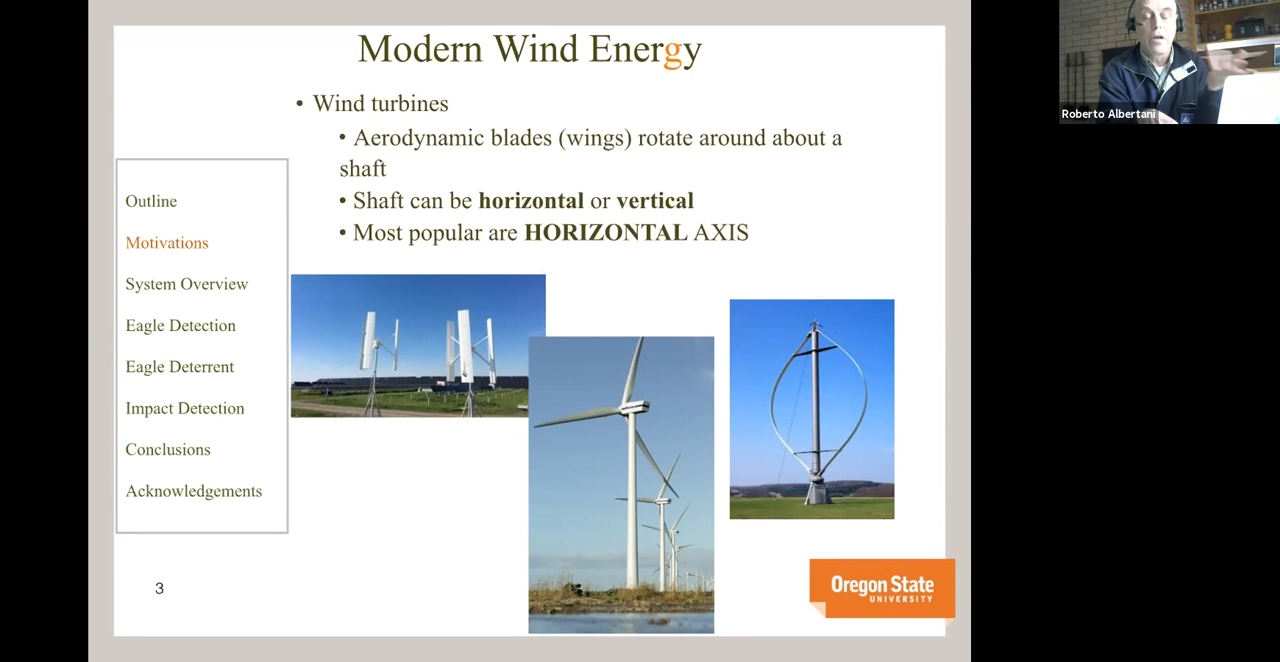 Modern Wind Energy
• Wind turbines
• Aerodynamic blades (wings) rotate around about a
shaft
• Shaft can be horizontal or vertical
• Most popular are HORIZONTAL AXIS
Outline
Motivations
System Overview
Eagle Detection
Eagle Deterrent
Impact Detection
Conclusions
Acknowledgements
3
Oregon State
UNIVERSITY
Roberto Albertani